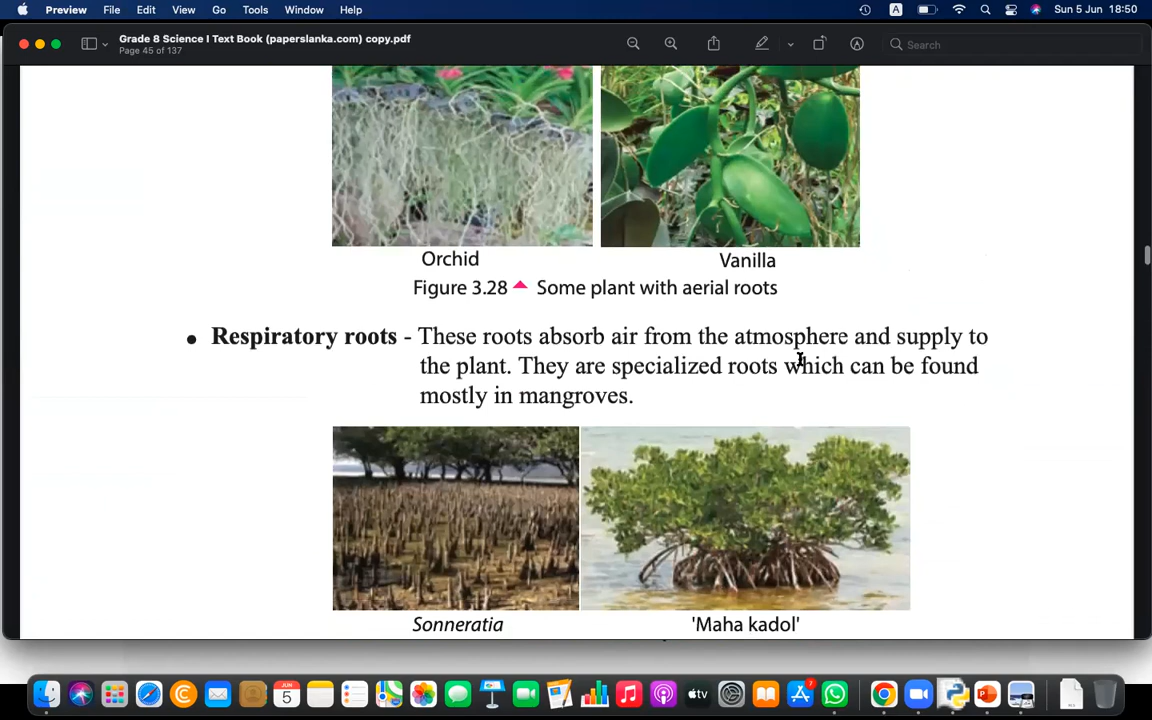 Preview File Edit View Go Tools Window Help A Sun 5 Jun 18:50
Grade 8 Science I Text Book (paperslanka.com) copy.pdf
Page 45 of 137
Search
Orchid
Vanilla
Figure 3.28 Some plant with aerial roots
• Respiratory roots - These roots absorb air from the atmosphere and supply to
the plant. They are specialized roots which can be found
mostly in mangroves.
Sonneratia
'Maha kadol'
5
tv
7